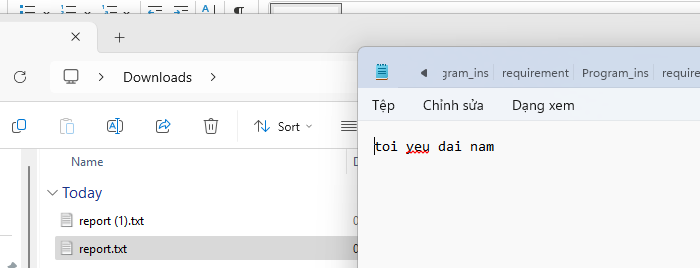 Downloads
gram_ins
requirement
Program_ins
requirem
Tệp
Chỉnh sửa
Dạng xem
Sort
Name
Today
report (1).txt
report.txt
toi yeu dai nam